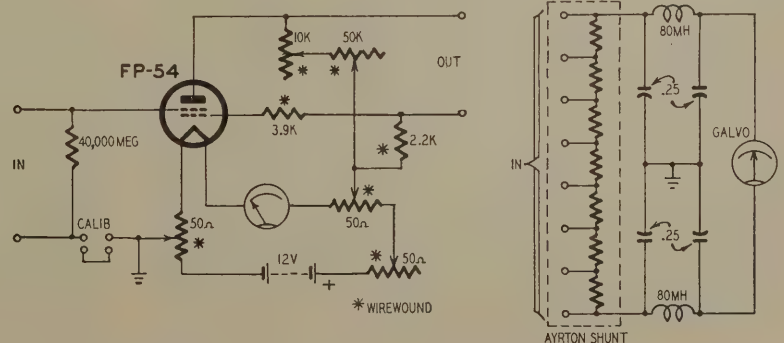 FP-54
IN
40,000 MEG
CALIB
10K
*
50K
*
OUT
*
3.9K
*
2.2K
50Ω
*
50Ω
*
12V
+
*
50Ω
* WIREWOUND
IN
80MH
.25
GALVO
.25
80MH
AYRTON SHUNT